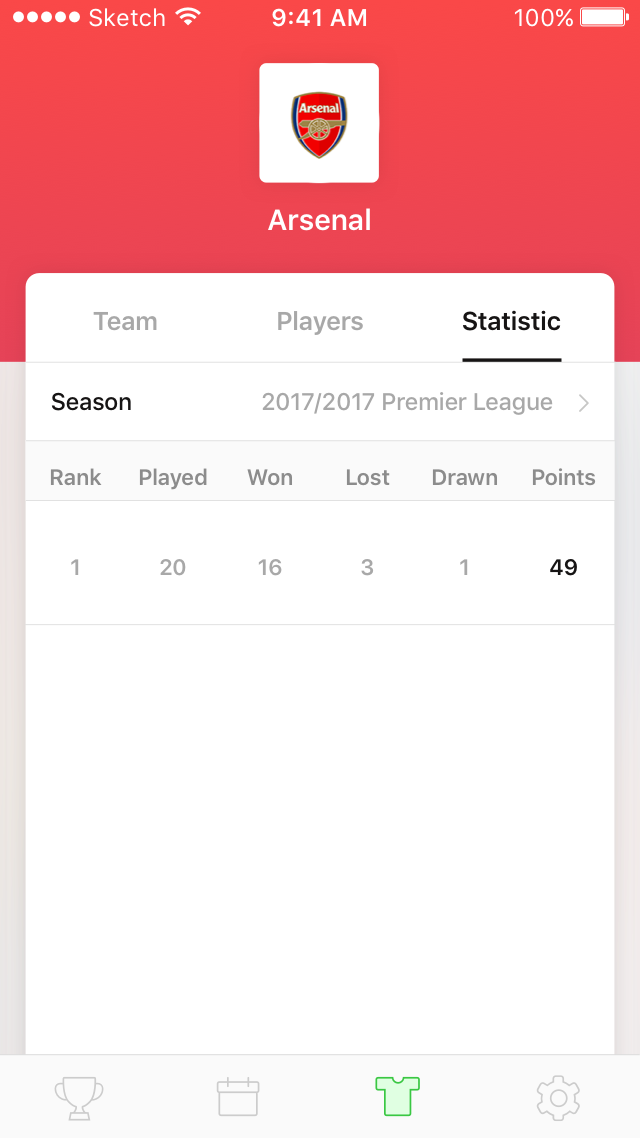 Sketch 9:41 AM 100%
Arsenal
Arsenal
Team Players Statistic
Season 2017/2017 Premier League
Rank Played Won Lost Drawn Points
1 20 16 3 1 49